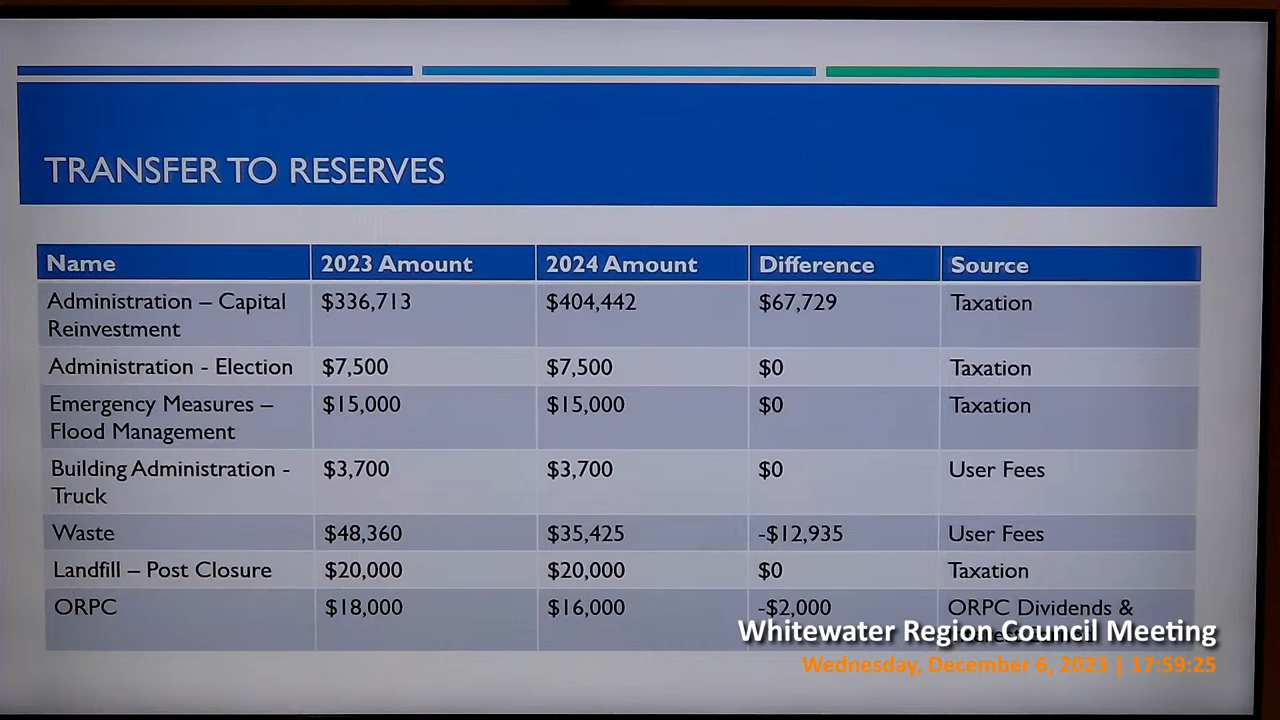 TRANSFER TO RESERVES
Name 2023 Amount 2024 Amount Difference Source
Administration – Capital Reinvestment $336,713 $404,442 $67,729 Taxation
Administration - Election $7,500 $7,500 $0 Taxation
Emergency Measures – Flood Management $15,000 $15,000 $0 Taxation
Building Administration - Truck $3,700 $3,700 $0 User Fees
Waste $48,360 $35,425 -$12,935 User Fees
Landfill – Post Closure $20,000 $20,000 $0 Taxation
ORPC $18,000 $16,000 -$2,000 ORPC Dividends &
Whitewater Region Council Meeting
Wednesday, December 6, 2023 | 17:59:25